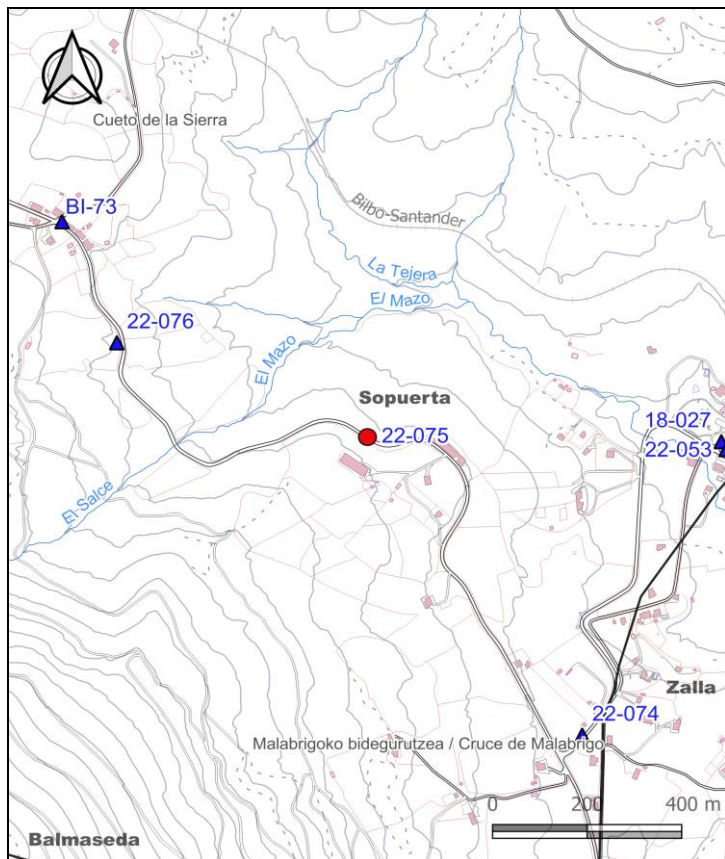 Cueto de la Sierra
BI-73
Bilbo-Santander
La Tejera
El Mazo
22-076
El Mazo
Sopuerta
18-027
22-075
22-053
El Salce
Zalla
22-074
Malabrigoko bidegurutzea / Cruce de Malabrigo
0 200 400 m
Balmaseda